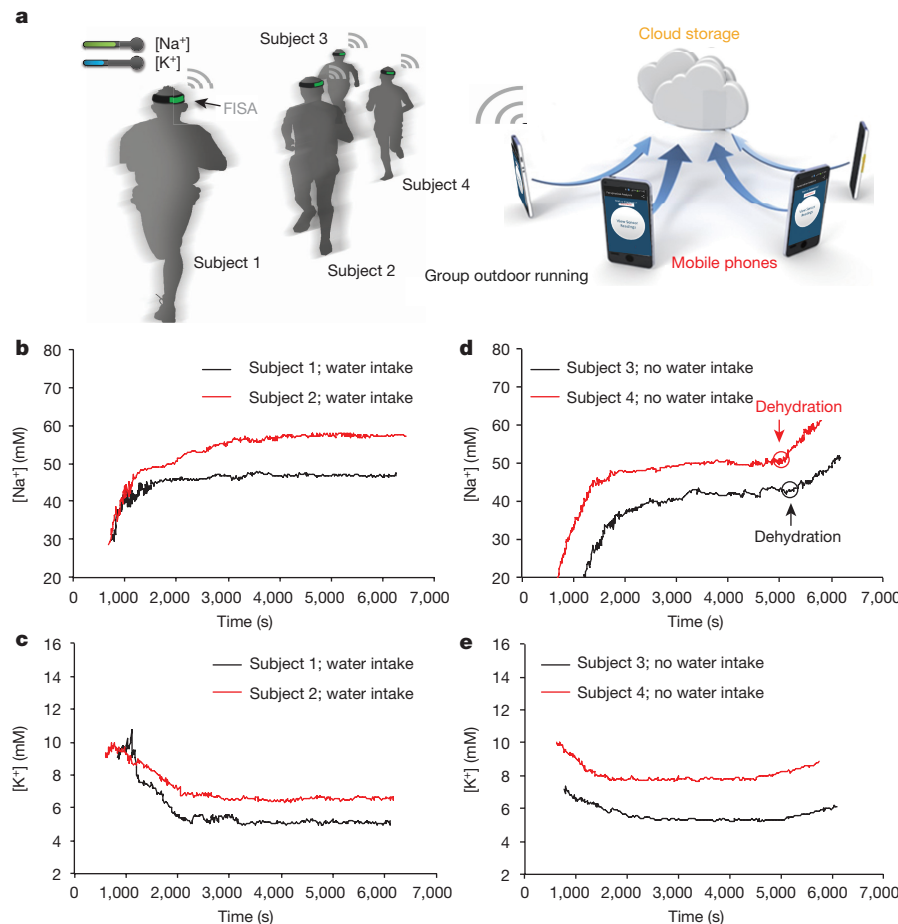 a
[Na⁺]
[K⁺]
FISA
Subject 3
Subject 4
Subject 1
Subject 2
Cloud storage
Group outdoor running
Mobile phones
b
80
70
60
50
40
30
20
[Na⁺] (mM)
Subject 1; water intake
Subject 2; water intake
0 1,000 2,000 3,000 4,000 5,000 6,000 7,000
Time (s)
d
80
70
60
50
40
30
20
[Na⁺] (mM)
Subject 3; no water intake
Subject 4; no water intake
Dehydration
Dehydration
0 1,000 2,000 3,000 4,000 5,000 6,000 7,000
Time (s)
c
16
14
12
10
8
6
4
2
[K⁺] (mM)
Subject 1; water intake
Subject 2; water intake
0 1,000 2,000 3,000 4,000 5,000 6,000 7,000
Time (s)
e
16
14
12
10
8
6
4
2
[K⁺] (mM)
Subject 3; no water intake
Subject 4; no water intake
0 1,000 2,000 3,000 4,000 5,000 6,000 7,000
Time (s)